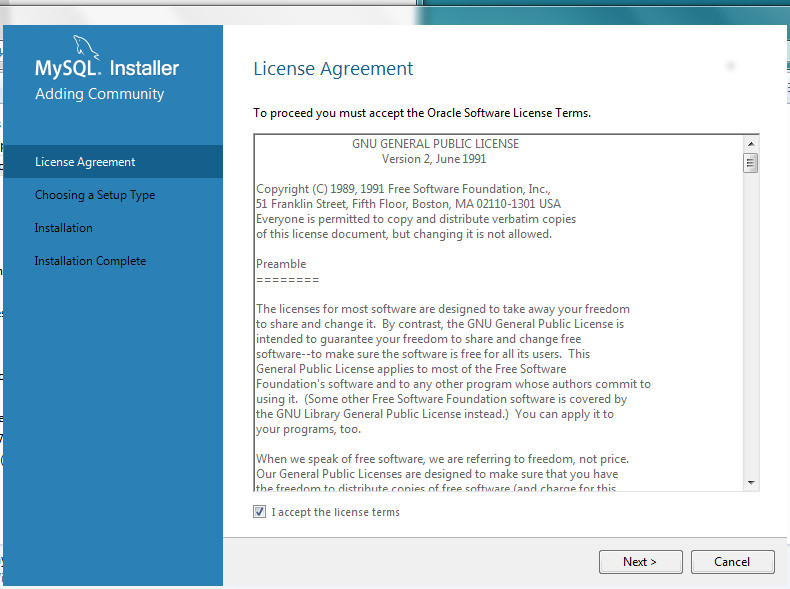 MySQL. Installer
Adding Community
License Agreement
Choosing a Setup Type
Installation
Installation Complete
License Agreement
To proceed you must accept the Oracle Software License Terms.
GNU GENERAL PUBLIC LICENSE
Version 2, June 1991
Copyright (C) 1989, 1991 Free Software Foundation, Inc.,
51 Franklin Street, Fifth Floor, Boston, MA 02110-1301 USA
Everyone is permitted to copy and distribute verbatim copies
of this license document, but changing it is not allowed.
Preamble
========
The licenses for most software are designed to take away your freedom
to share and change it.  By contrast, the GNU General Public License is
intended to guarantee your freedom to share and change free
software--to make sure the software is free for all its users.  This
General Public License applies to most of the Free Software
Foundation's software and to any other program whose authors commit to
using it.  (Some other Free Software Foundation software is covered by
the GNU Library General Public License instead.)  You can apply it to
your programs, too.
When we speak of free software, we are referring to freedom, not price.
Our General Public Licenses are designed to make sure that you have
the freedom to distribute copies of free software (and charge for this
I accept the license terms
Next >
Cancel